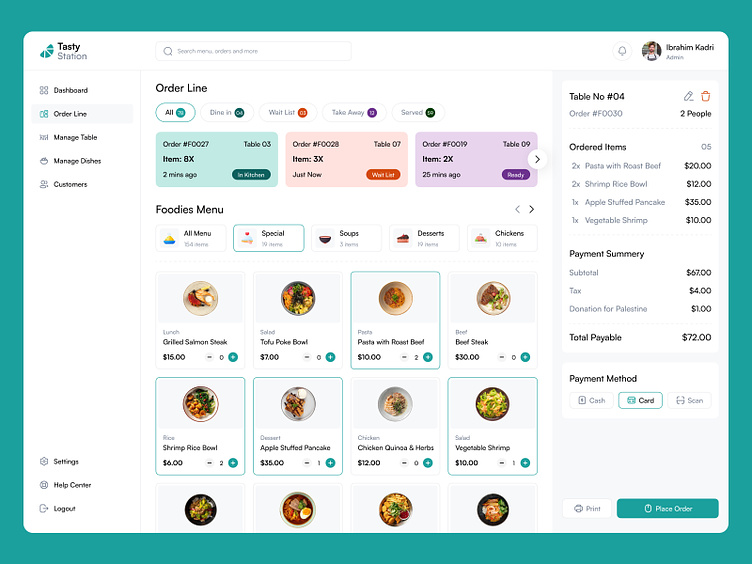 Tasty
Station
Search menu, orders and more
Ibrahim Kadri
Admin
Dashboard
Order Line
Manage Table
Manage Dishes
Customers
Settings
Help Center
Logout
Order Line
All 78
Dine in 04
Wait List 03
Take Away 12
Served 59
Order #F0027 Table 03
Item: 8X
2 mins ago In Kitchen
Order #F0028 Table 07
Item: 3X
Just Now Wait List
Order #F0019 Table 09
Item: 2X
25 mins ago Ready
Foodies Menu
All Menu
154 items
Special
19 items
Soups
3 items
Desserts
19 items
Chickens
10 items
Lunch
Grilled Salmon Steak
$15.00 − 0 +
Salad
Tofu Poke Bowl
$7.00 − 0 +
Pasta
Pasta with Roast Beef
$10.00 − 2 +
Beef
Beef Steak
$30.00 − 0 +
Rice
Shrimp Rice Bowl
$6.00 − 2 +
Dessert
Apple Stuffed Pancake
$35.00 − 1 +
Chicken
Chicken Quinoa & Herbs
$12.00 − 0 +
Salad
Vegetable Shrimp
$10.00 − 1 +
Table No #04
Order #F0030 2 People
Ordered Items 05
2x Pasta with Roast Beef $20.00
2x Shrimp Rice Bowl $12.00
1x Apple Stuffed Pancake $35.00
1x Vegetable Shrimp $10.00
Payment Summery
Subtotal $67.00
Tax $4.00
Donation for Palestine $1.00
Total Payable $72.00
Payment Method
Cash
Card
Scan
Print
Place Order